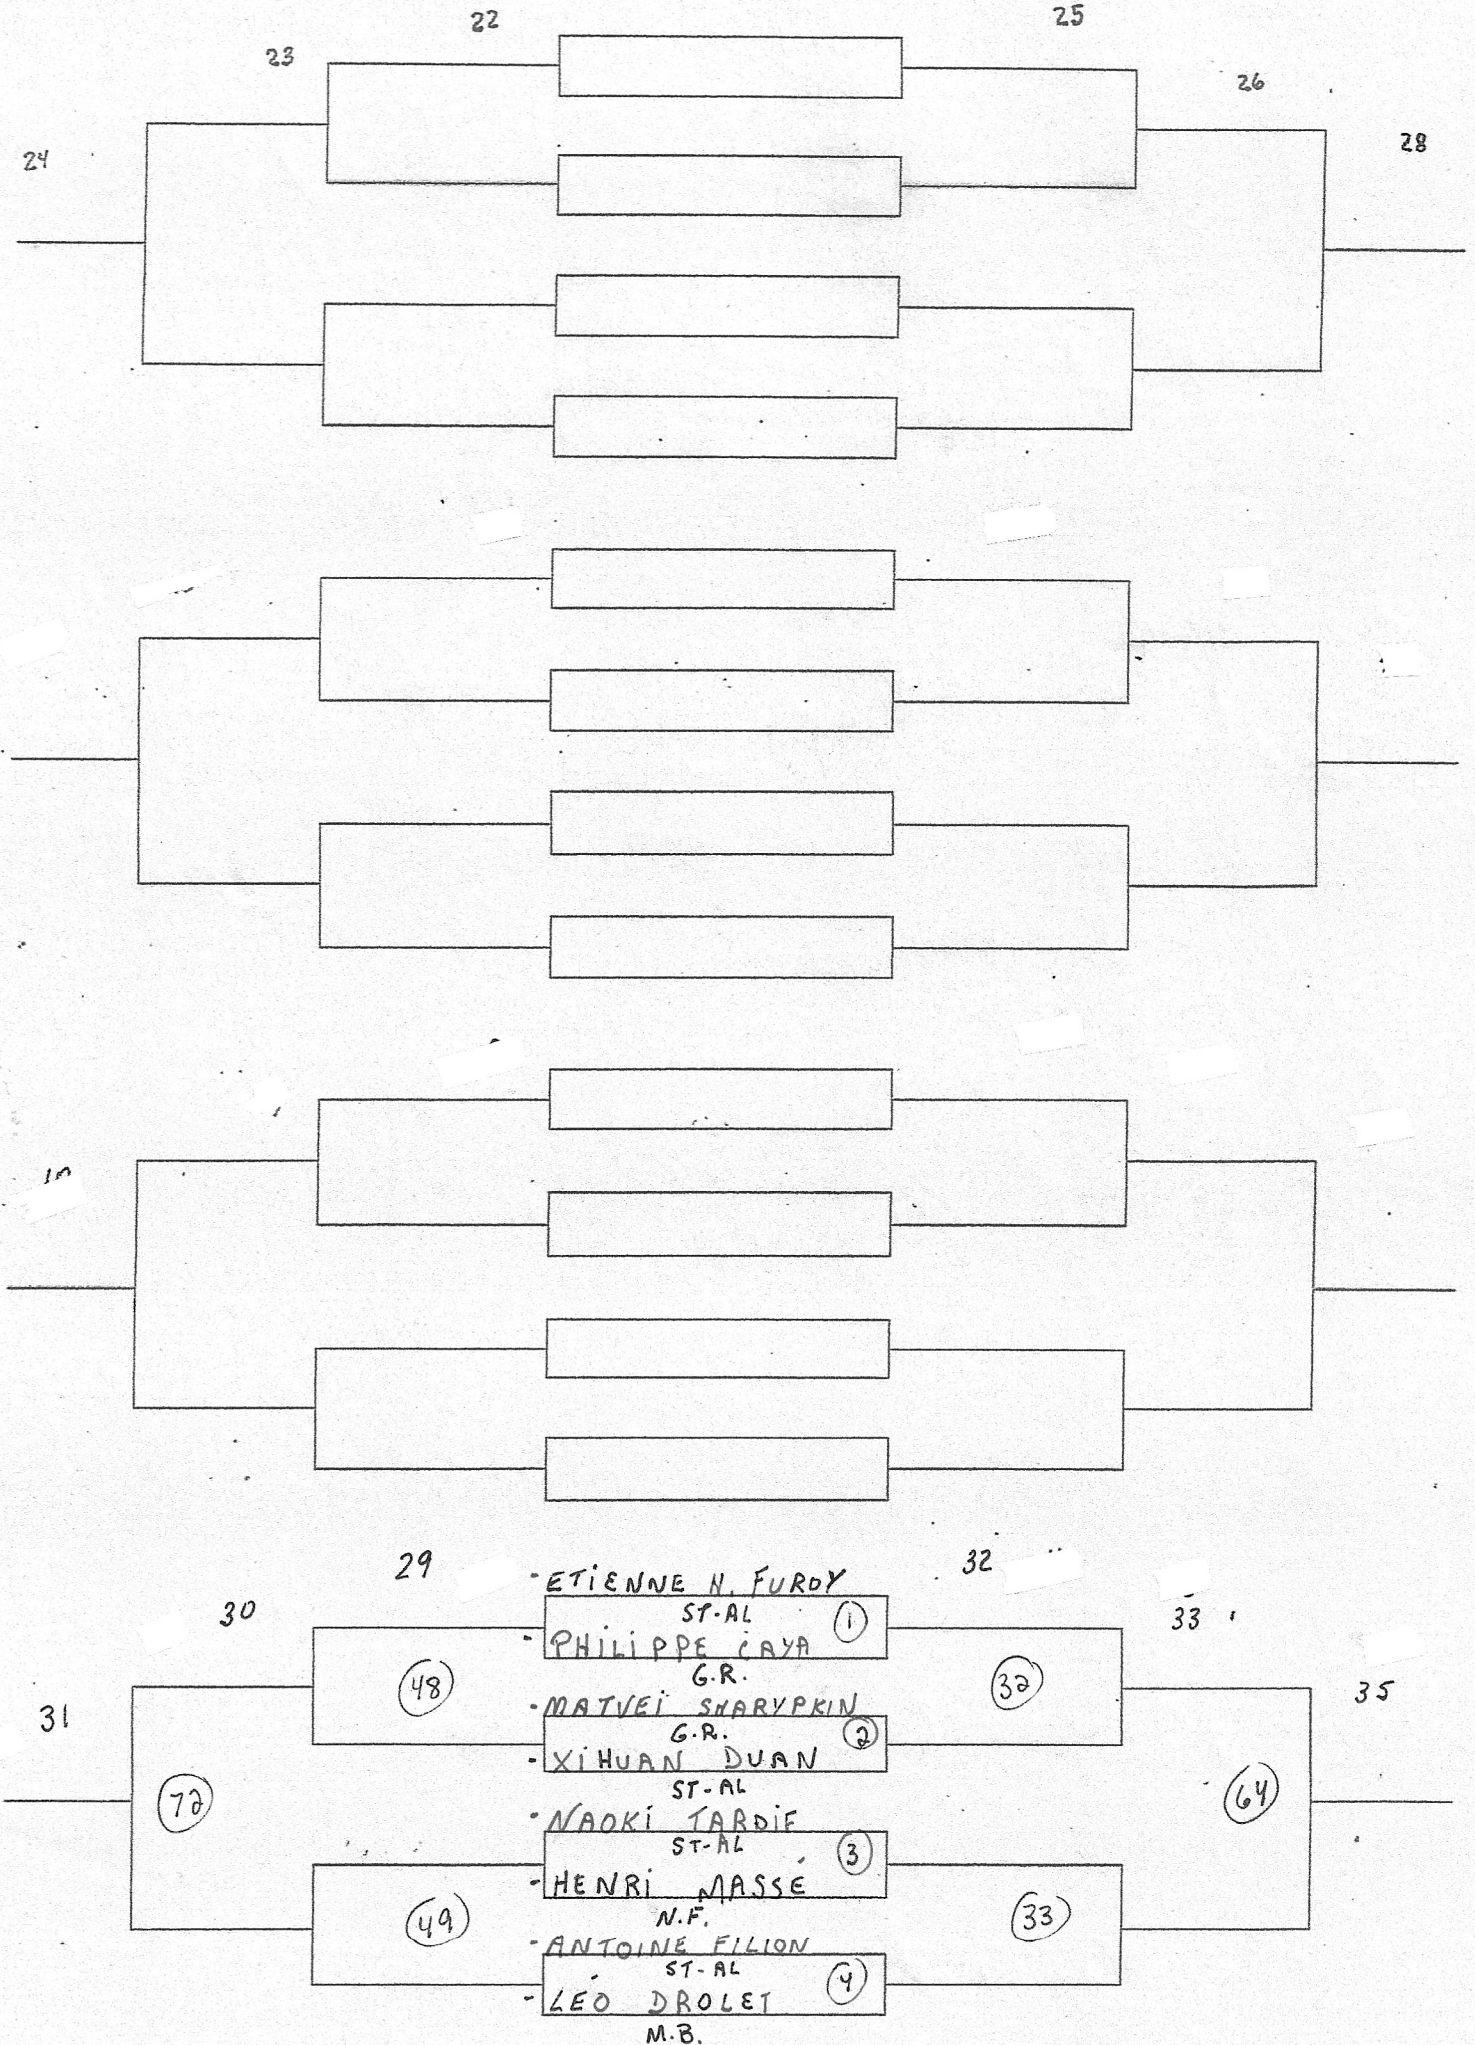 22
25
23
26
24
28
29
32
- ETIENNE N. FURDY
30
33
ST-AL
1
- PHILIPPE CAYA
G.R.
48
32
31
35
- MATVEI SHARYPKIN
G.R.
2
- XIHUAN DUAN
ST-AL
72
64
- NAOKI TARDIF
ST-AL
3
- HENRI MASSÉ
N.F.
49
33
- ANTOINE FILION
ST-AL
4
- LÉO DROLET
M.B.